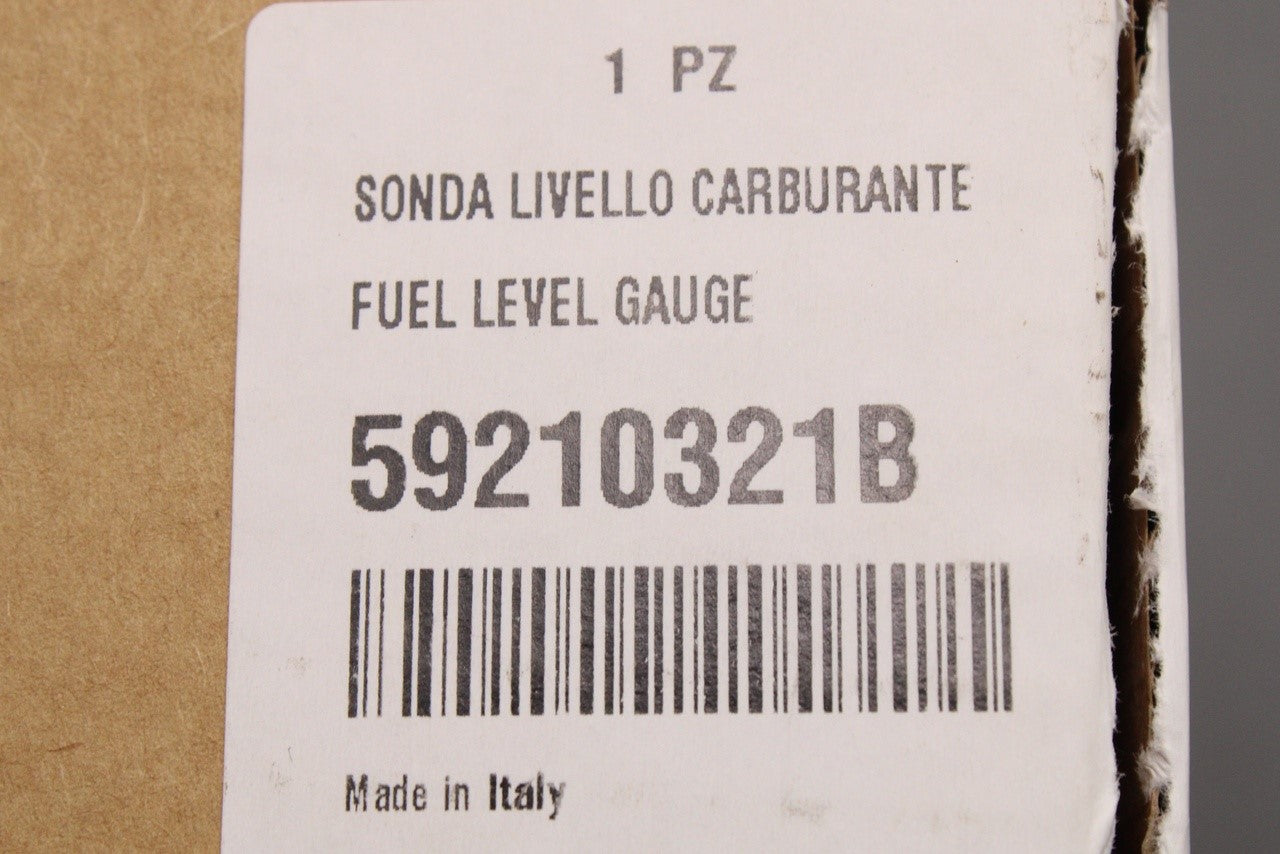 1 PZ
SONDA LIVELLO CARBURANTE
FUEL LEVEL GAUGE
59210321B
Made in Italy